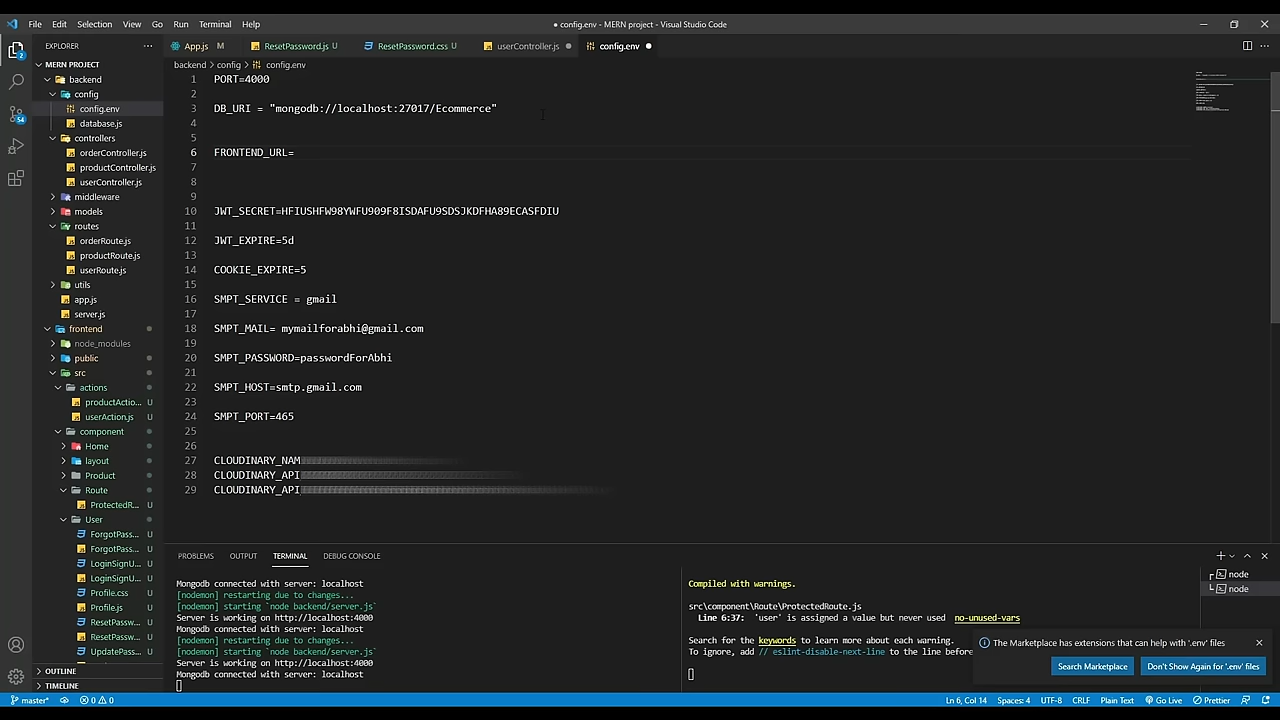 File Edit Selection View Go Run Terminal Help
● config.env - MERN project - Visual Studio Code
EXPLORER
App.js M
ResetPassword.js U
ResetPassword.css U
userController.js
config.env
MERN PROJECT
backend
config
config.env
database.js
controllers
orderController.js
productController.js
userController.js
middleware
models
routes
orderRoute.js
productRoute.js
userRoute.js
utils
app.js
server.js
frontend
node_modules
public
src
actions
productActio... U
userAction.js U
component
Home
layout
Product
Route
ProtectedR... U
User
ForgotPass... U
ForgotPass... U
LoginSignU... U
LoginSignU... U
Profile.css U
Profile.js U
ResetPassw... U
ResetPassw... U
UpdatePass... U
OUTLINE
TIMELINE
backend > config > config.env
1 PORT=4000
2
3 DB_URI = "mongodb://localhost:27017/Ecommerce"
4
5
6 FRONTEND_URL=
7
8
9
10 JWT_SECRET=HFIUSHFW98YWFU909F8ISDAFU9SDSJKDFHA89ECASFDIU
11
12 JWT_EXPIRE=5d
13
14 COOKIE_EXPIRE=5
15
16 SMPT_SERVICE = gmail
17
18 SMPT_MAIL= mymailforabhi@gmail.com
19
20 SMPT_PASSWORD=passwordForAbhi
21
22 SMPT_HOST=smtp.gmail.com
23
24 SMPT_PORT=465
25
26
27 CLOUDINARY_NAM
28 CLOUDINARY_API
29 CLOUDINARY_API
PROBLEMS OUTPUT TERMINAL DEBUG CONSOLE
Mongodb connected with server: localhost
[nodemon] restarting due to changes...
[nodemon] starting `node backend/server.js`
Server is working on http://localhost:4000
Mongodb connected with server: localhost
[nodemon] restarting due to changes...
[nodemon] starting `node backend/server.js`
Server is working on http://localhost:4000
Mongodb connected with server: localhost
Compiled with warnings.
src\component\Route\ProtectedRoute.js
Line 6:37: 'user' is assigned a value but never used no-unused-vars
Search for the keywords to learn more about each warning.
To ignore, add // eslint-disable-next-line to the line before
node
node
The Marketplace has extensions that can help with '.env' files
Search Marketplace
Don't Show Again for '.env' files
2
54
master*
0 0
Ln 6, Col 14
Spaces: 4
UTF-8
CRLF
Plain Text
Go Live
Prettier